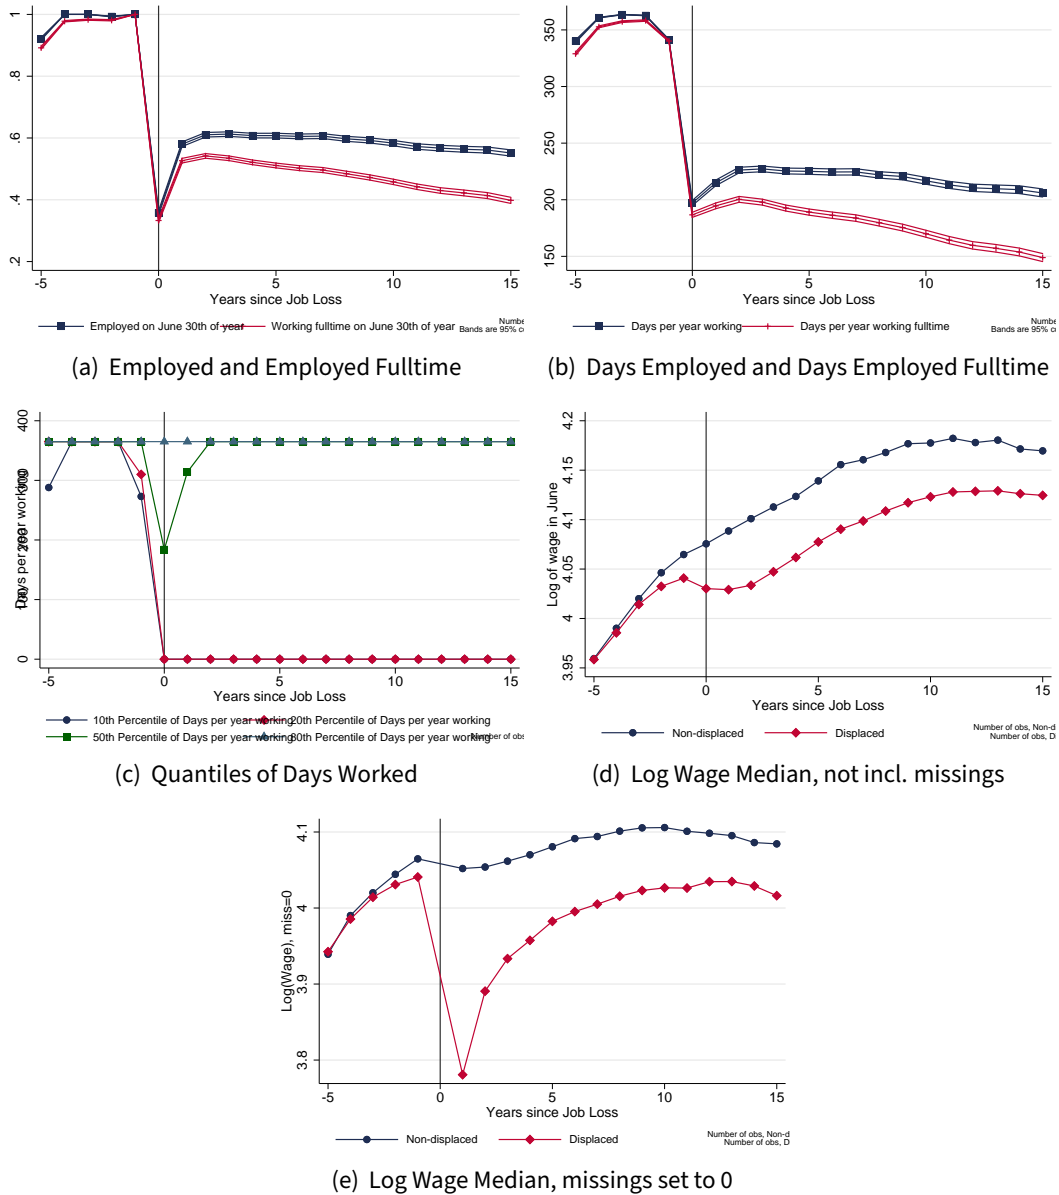 1
.8
.6
.4
.2
-5 0 5 10 15
Years since Job Loss
Employed on June 30th of year Working fulltime on June 30th of year
Numbe
Bands are 95% c
(a) Employed and Employed Fulltime
350
300
250
200
150
-5 0 5 10 15
Years since Job Loss
Days per year working Days per year working fulltime
Numbe
Bands are 95% c
(b) Days Employed and Days Employed Fulltime
Days per year working
400
300
200
100
0
-5 0 5 10 15
Years since Job Loss
10th Percentile of Days per year working 20th Percentile of Days per year working
50th Percentile of Days per year working 80th Percentile of Days per year working
Number of obs
(c) Quantiles of Days Worked
Log of wage in June
4.2
4.15
4.1
4.05
4
3.95
-5 0 5 10 15
Years since Job Loss
Non-displaced Displaced
Number of obs, Non-d
Number of obs, D
(d) Log Wage Median, not incl. missings
Log(Wage), miss=0
4.1
4
3.9
3.8
-5 0 5 10 15
Years since Job Loss
Non-displaced Displaced
Number of obs, Non-d
Number of obs, D
(e) Log Wage Median, missings set to 0